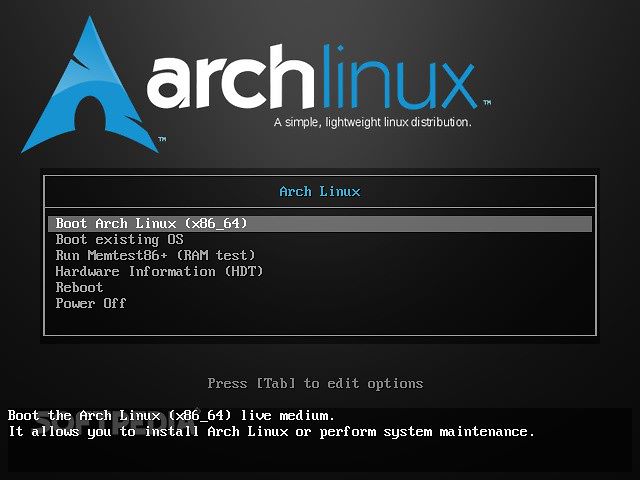 archlinux™
™
A simple, lightweight linux distribution.
Arch Linux
Boot Arch Linux (x86_64)
Boot existing OS
Run Memtest86+ (RAM test)
Hardware Information (HDT)
Reboot
Power Off
Press [Tab] to edit options
Boot the Arch Linux (x86_64) live medium.
SOFTPEDIA
It allows you to install Arch Linux or perform system maintenance.